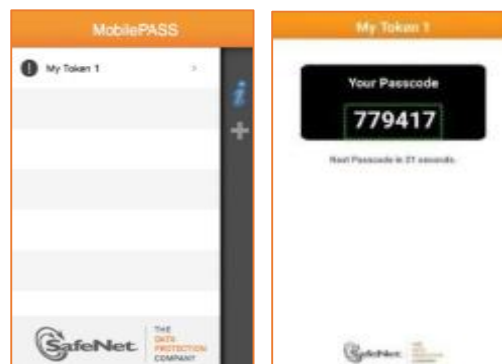 MobilePASS
My Token 1
SafeNet
THE
DATA
PROTECTION
COMPANY
My Token 1
Your Passcode
779417
Next Passcode in 21 seconds.
SafeNet